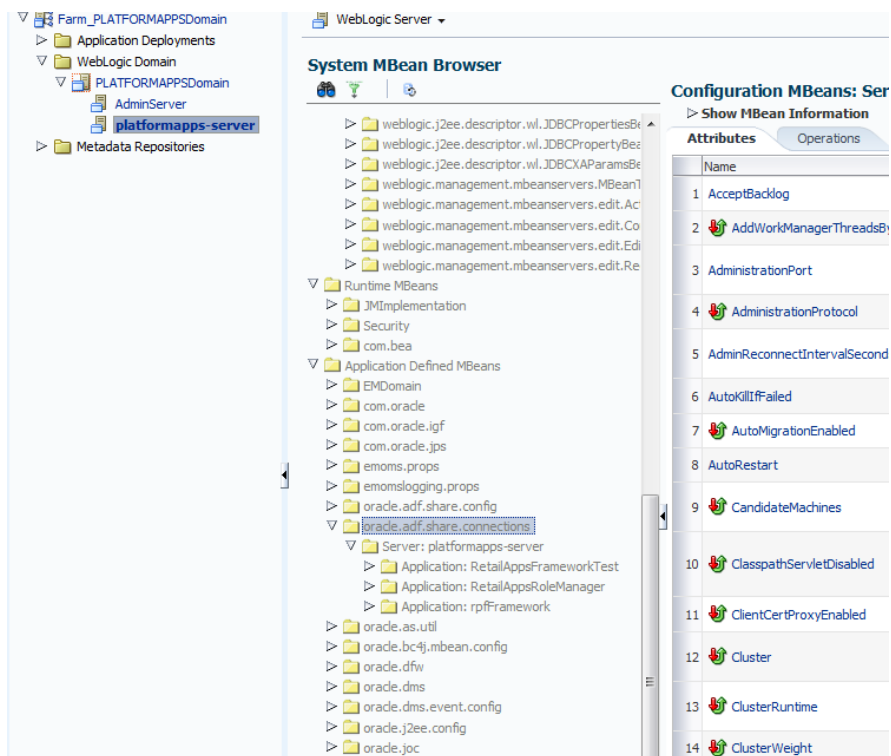 Farm_PLATFORMAPPSDomain
Application Deployments
WebLogic Domain
PLATFORMAPPSDomain
AdminServer
platformapps-server
Metadata Repositories
WebLogic Server
System MBean Browser
weblogic.j2ee.descriptor.wl.JDBCPropertiesBe
weblogic.j2ee.descriptor.wl.JDBCPropertyBea
weblogic.j2ee.descriptor.wl.JDBCXAParamsBe
weblogic.management.mbeanservers.MBeanT
weblogic.management.mbeanservers.edit.Ac
weblogic.management.mbeanservers.edit.Co
weblogic.management.mbeanservers.edit.Edi
weblogic.management.mbeanservers.edit.Re
Runtime MBeans
JMImplementation
Security
com.bea
Application Defined MBeans
EMDomain
com.oracle
com.oracle.igf
com.oracle.jps
emoms.props
emomslogging.props
oracle.adf.share.config
oracle.adf.share.connections
Server: platformapps-server
Application: RetailAppsFrameworkTest
Application: RetailAppsRoleManager
Application: rpfFramework
oracle.as.util
oracle.bc4j.mbean.config
oracle.dfw
oracle.dms
oracle.dms.event.config
oracle.j2ee.config
oracle.joc
Configuration MBeans: Ser
Show MBean Information
Attributes Operations
Name
1 AcceptBacklog
2 AddWorkManagerThreadsBy
3 AdministrationPort
4 AdministrationProtocol
5 AdminReconnectIntervalSecond
6 AutoKillIfFailed
7 AutoMigrationEnabled
8 AutoRestart
9 CandidateMachines
10 ClasspathServletDisabled
11 ClientCertProxyEnabled
12 Cluster
13 ClusterRuntime
14 ClusterWeight